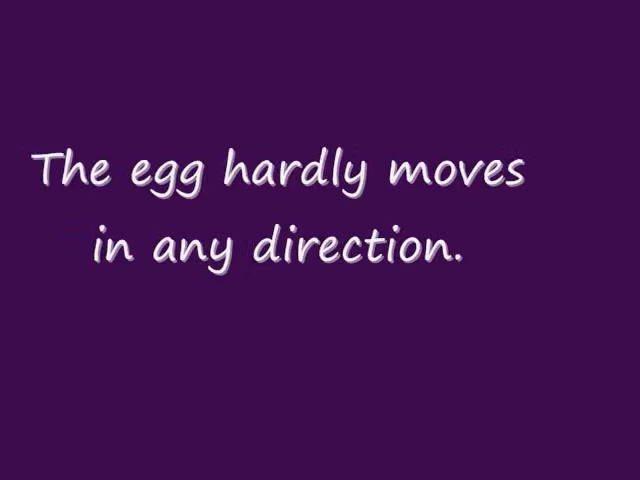 The egg hardly moves
in any direction.